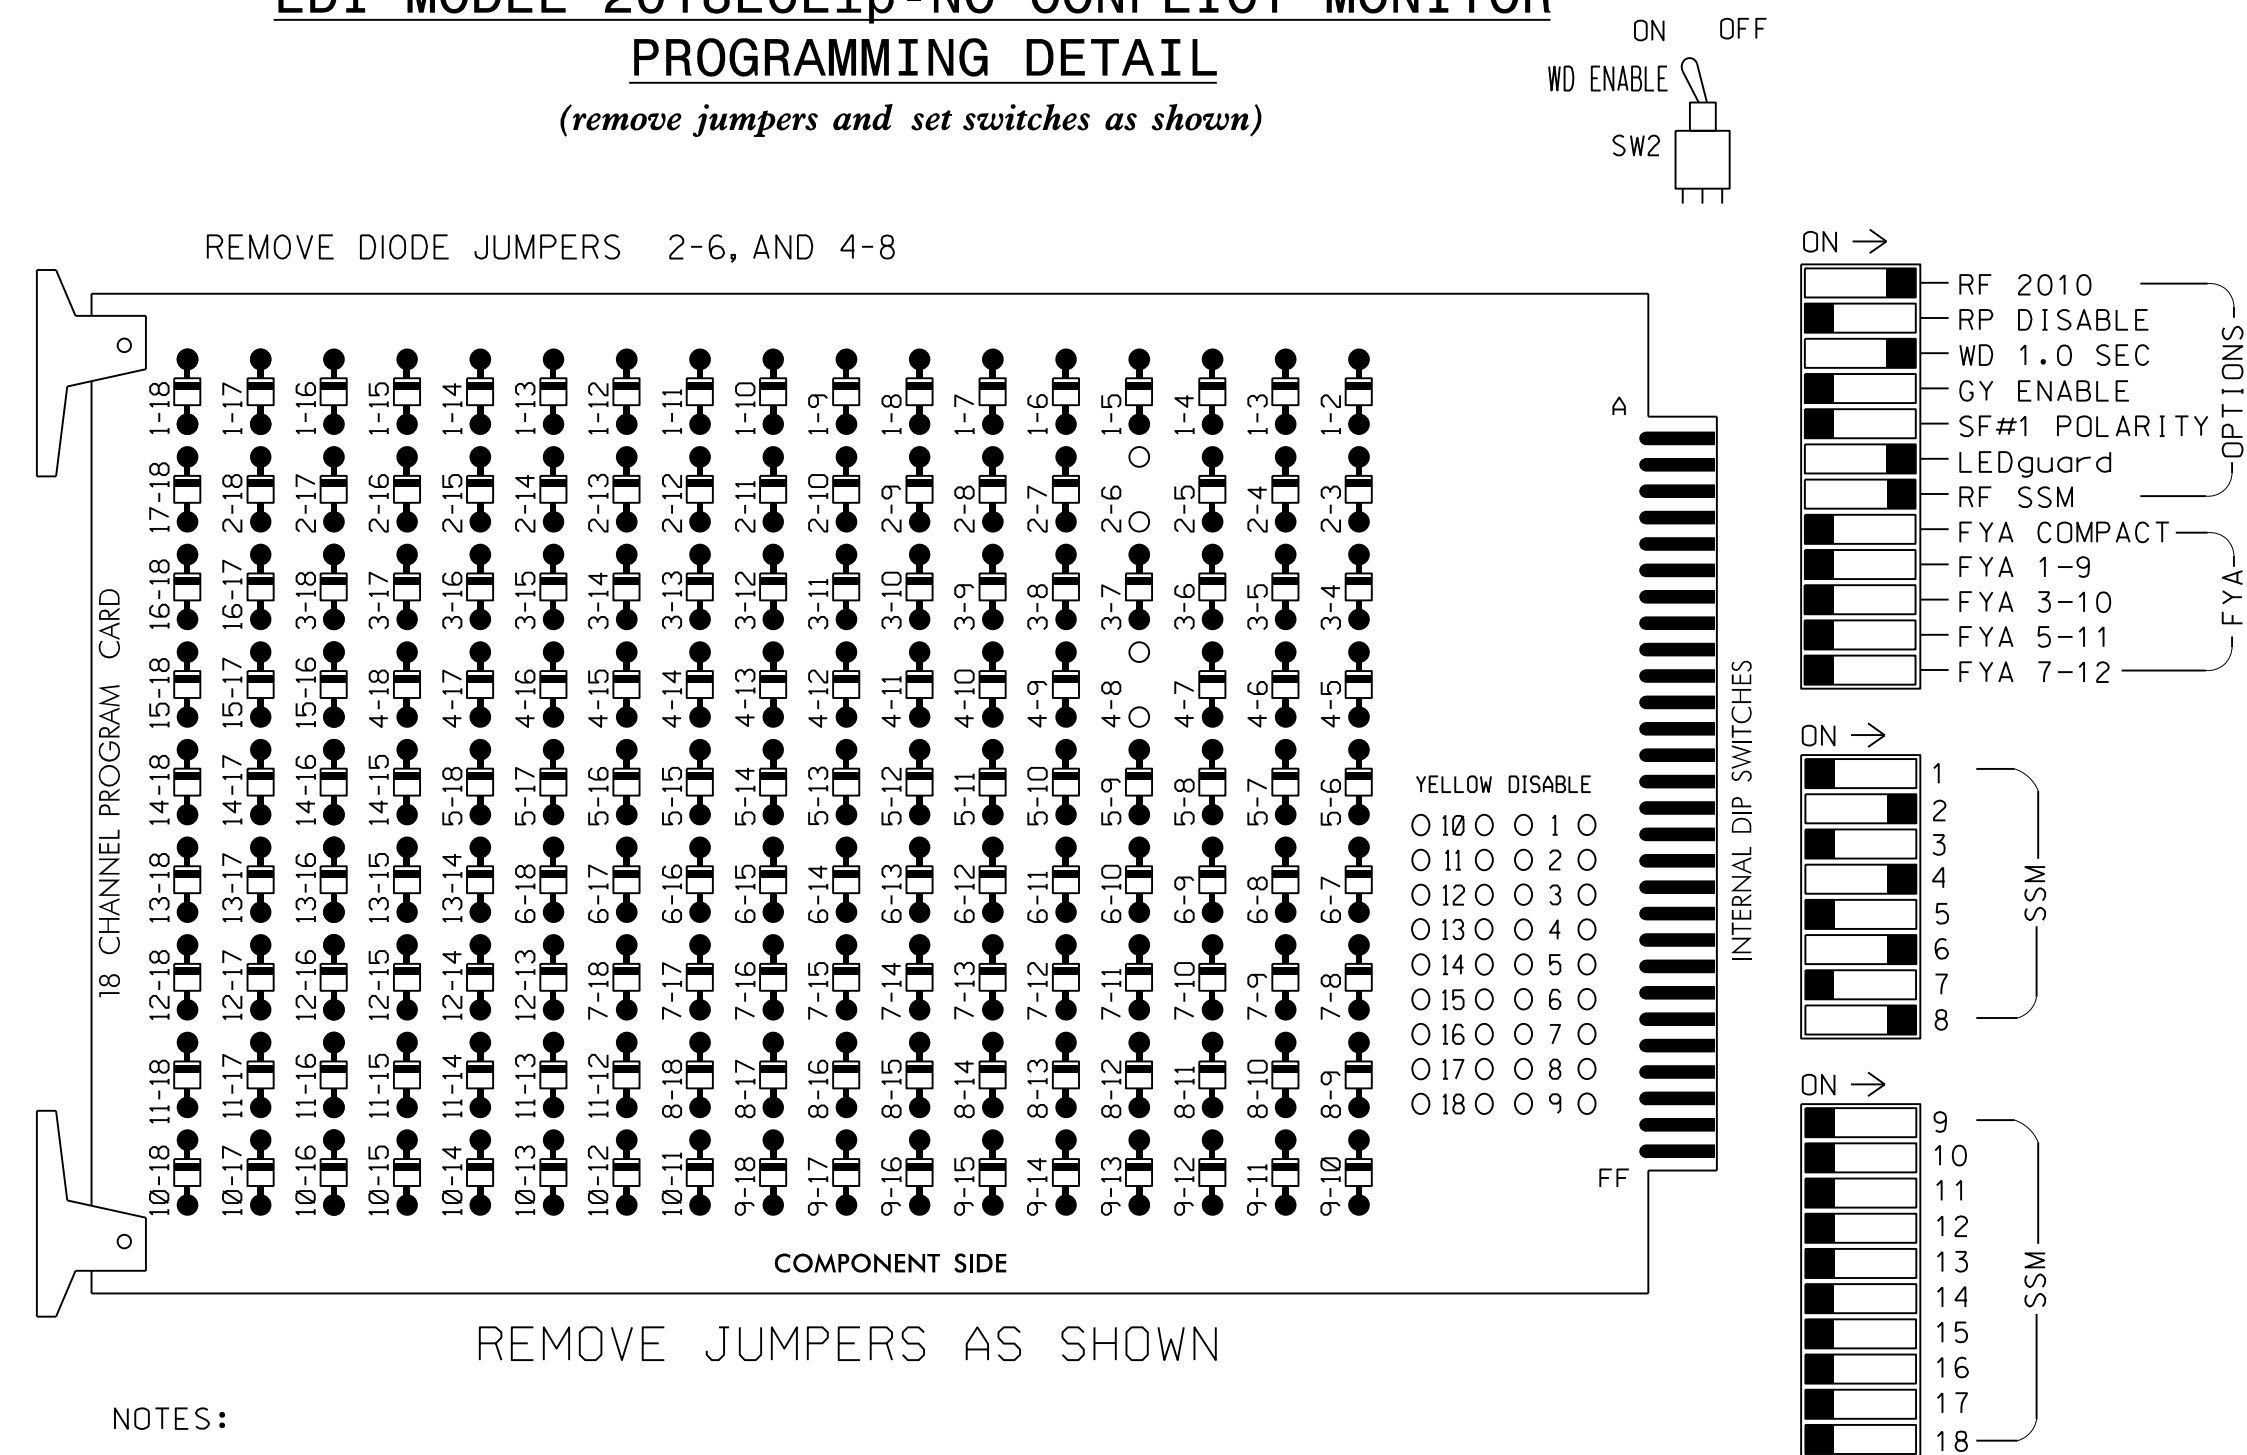 PROGRAMMING DETAIL
(remove jumpers and set switches as shown)
ON OFF
WD ENABLE
SW2
REMOVE DIODE JUMPERS 2-6, AND 4-8
18 CHANNEL PROGRAM CARD
1-18 1-17 1-16 1-15 1-14 1-13 1-12 1-11 1-10 1-9 1-8 1-7 1-6 1-5 1-4 1-3 1-2
17-18 2-18 2-17 2-16 2-15 2-14 2-13 2-12 2-11 2-10 2-9 2-8 2-7 2-6 2-5 2-4 2-3
16-18 16-17 3-18 3-17 3-16 3-15 3-14 3-13 3-12 3-11 3-10 3-9 3-8 3-7 3-6 3-5 3-4
15-18 15-17 15-16 4-18 4-17 4-16 4-15 4-14 4-13 4-12 4-11 4-10 4-9 4-8 4-7 4-6 4-5
14-18 14-17 14-16 14-15 5-18 5-17 5-16 5-15 5-14 5-13 5-12 5-11 5-10 5-9 5-8 5-7 5-6
13-18 13-17 13-16 13-15 13-14 6-18 6-17 6-16 6-15 6-14 6-13 6-12 6-11 6-10 6-9 6-8 6-7
12-18 12-17 12-16 12-15 12-14 12-13 7-18 7-17 7-16 7-15 7-14 7-13 7-12 7-11 7-10 7-9 7-8
11-18 11-17 11-16 11-15 11-14 11-13 11-12 8-18 8-17 8-16 8-15 8-14 8-13 8-12 8-11 8-10 8-9
10-18 10-17 10-16 10-15 10-14 10-13 10-12 10-11 9-18 9-17 9-16 9-15 9-14 9-13 9-12 9-11 9-10
YELLOW DISABLE
10 1
11 2
12 3
13 4
14 5
15 6
16 7
17 8
18 9
A
FF
COMPONENT SIDE
INTERNAL DIP SWITCHES
ON
RF 2010
RP DISABLE
WD 1.0 SEC
GY ENABLE
SF#1 POLARITY
LEDguard
RF SSM
OPTIONS
FYA COMPACT
FYA 1-9
FYA 3-10
FYA 5-11
FYA 7-12
FYA
ON
1
2
3
4
5
6
7
8
SSM
ON
9
10
11
12
13
14
15
16
17
18
SSM
REMOVE JUMPERS AS SHOWN
NOTES: